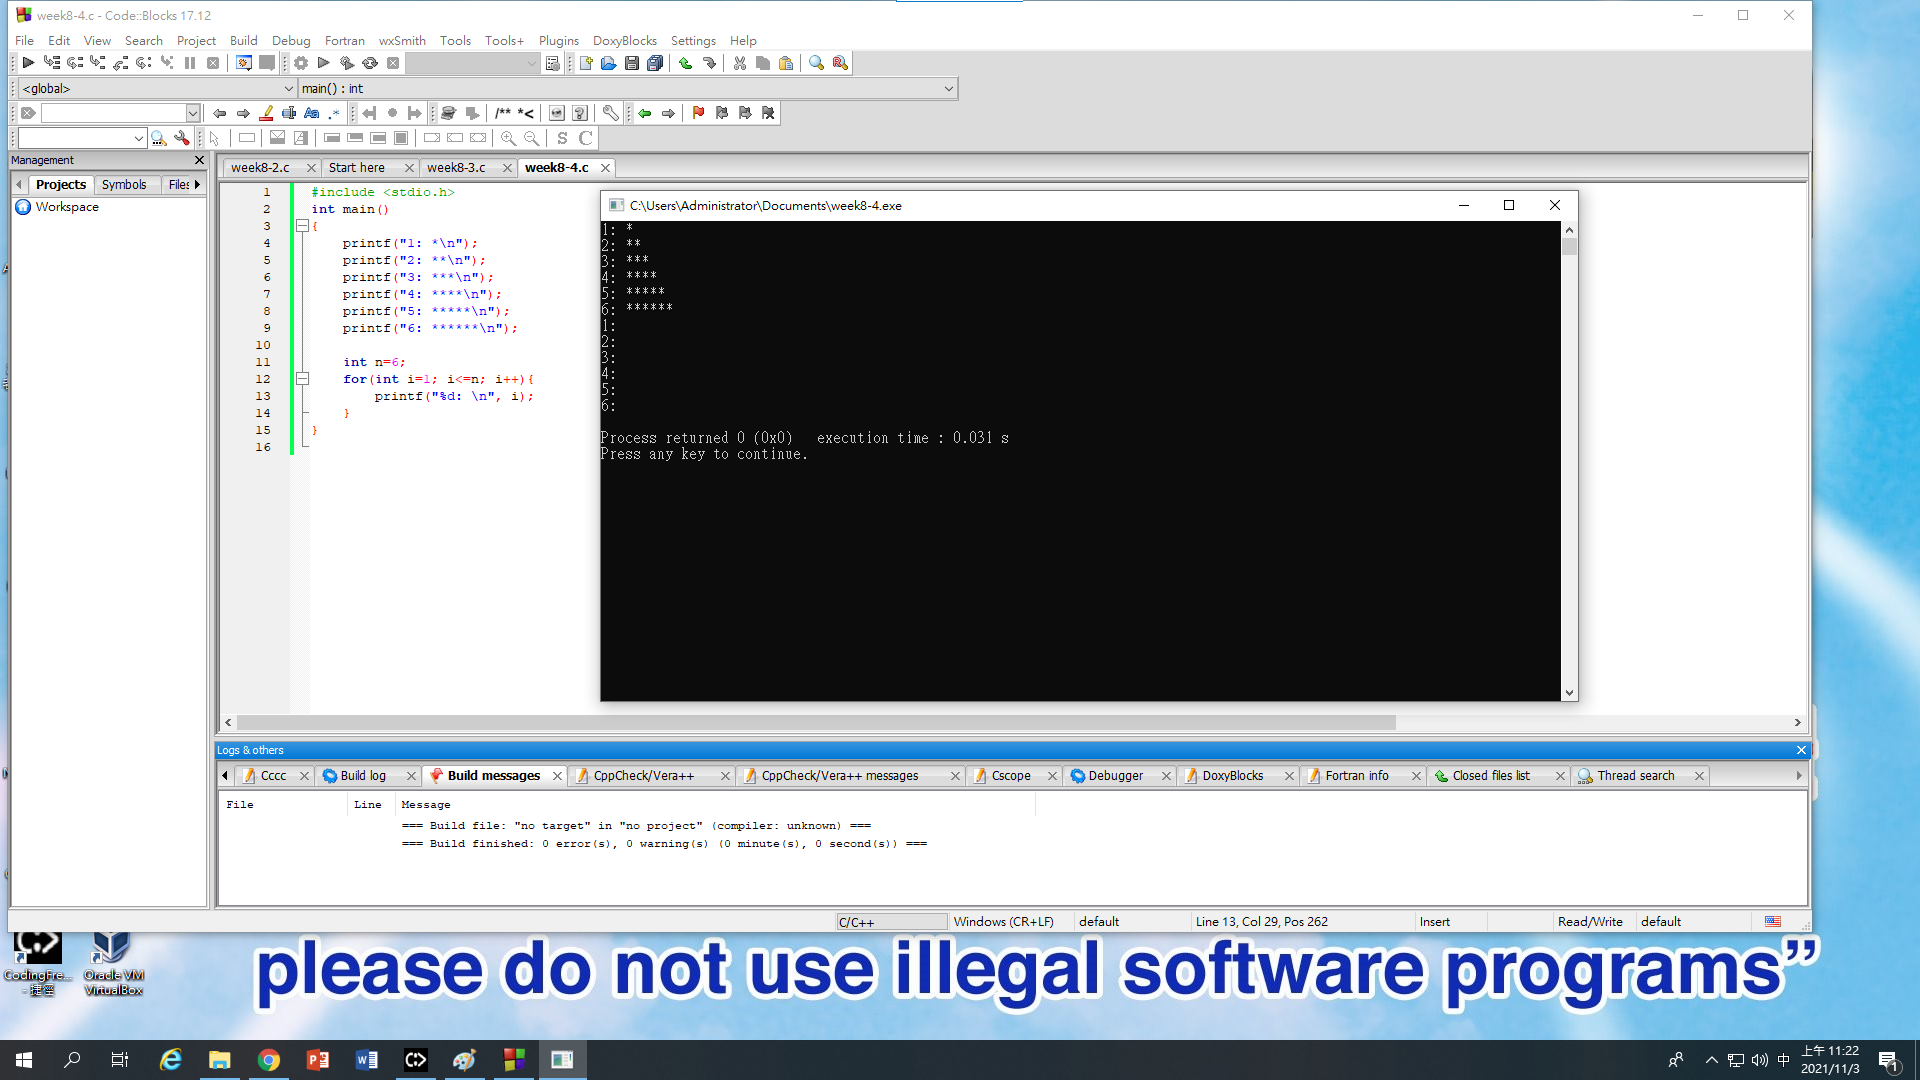 week8-4.c - Code::Blocks 17.12
File Edit View Search Project Build Debug Fortran wxSmith Tools Tools+ Plugins DoxyBlocks Settings Help
<global> main() : int
/** *<
S C
Management
week8-2.c Start here week8-3.c week8-4.c
Projects Symbols Files
Workspace
1 #include <stdio.h>
2 int main()
3 {
4 printf("1: *\n");
5 printf("2: **\n");
6 printf("3: ***\n");
7 printf("4: ****\n");
8 printf("5: *****\n");
9 printf("6: ******\n");
10
11 int n=6;
12 for(int i=1; i<=n; i++){
13 printf("%d: \n", i);
14 }
15 }
16
C:\Users\Administrator\Documents\week8-4.exe
1: *
2: **
3: ***
4: ****
5: *****
6: ******
1:
2:
3:
4:
5:
6:
Process returned 0 (0x0) execution time : 0.031 s
Press any key to continue.
Logs & others
Cccc Build log Build messages CppCheck/Vera++ CppCheck/Vera++ messages Cscope Debugger DoxyBlocks Fortran info Closed files list Thread search
File Line Message
=== Build file: "no target" in "no project" (compiler: unknown) ===
=== Build finished: 0 error(s), 0 warning(s) (0 minute(s), 0 second(s)) ===
C/C++ Windows (CR+LF) default Line 13, Col 29, Pos 262 Insert Read/Write default
please do not use illegal software programs”
CodingFre...
- 捷徑
Oracle VM
VirtualBox
中
上午 11:22
2021/11/3
1